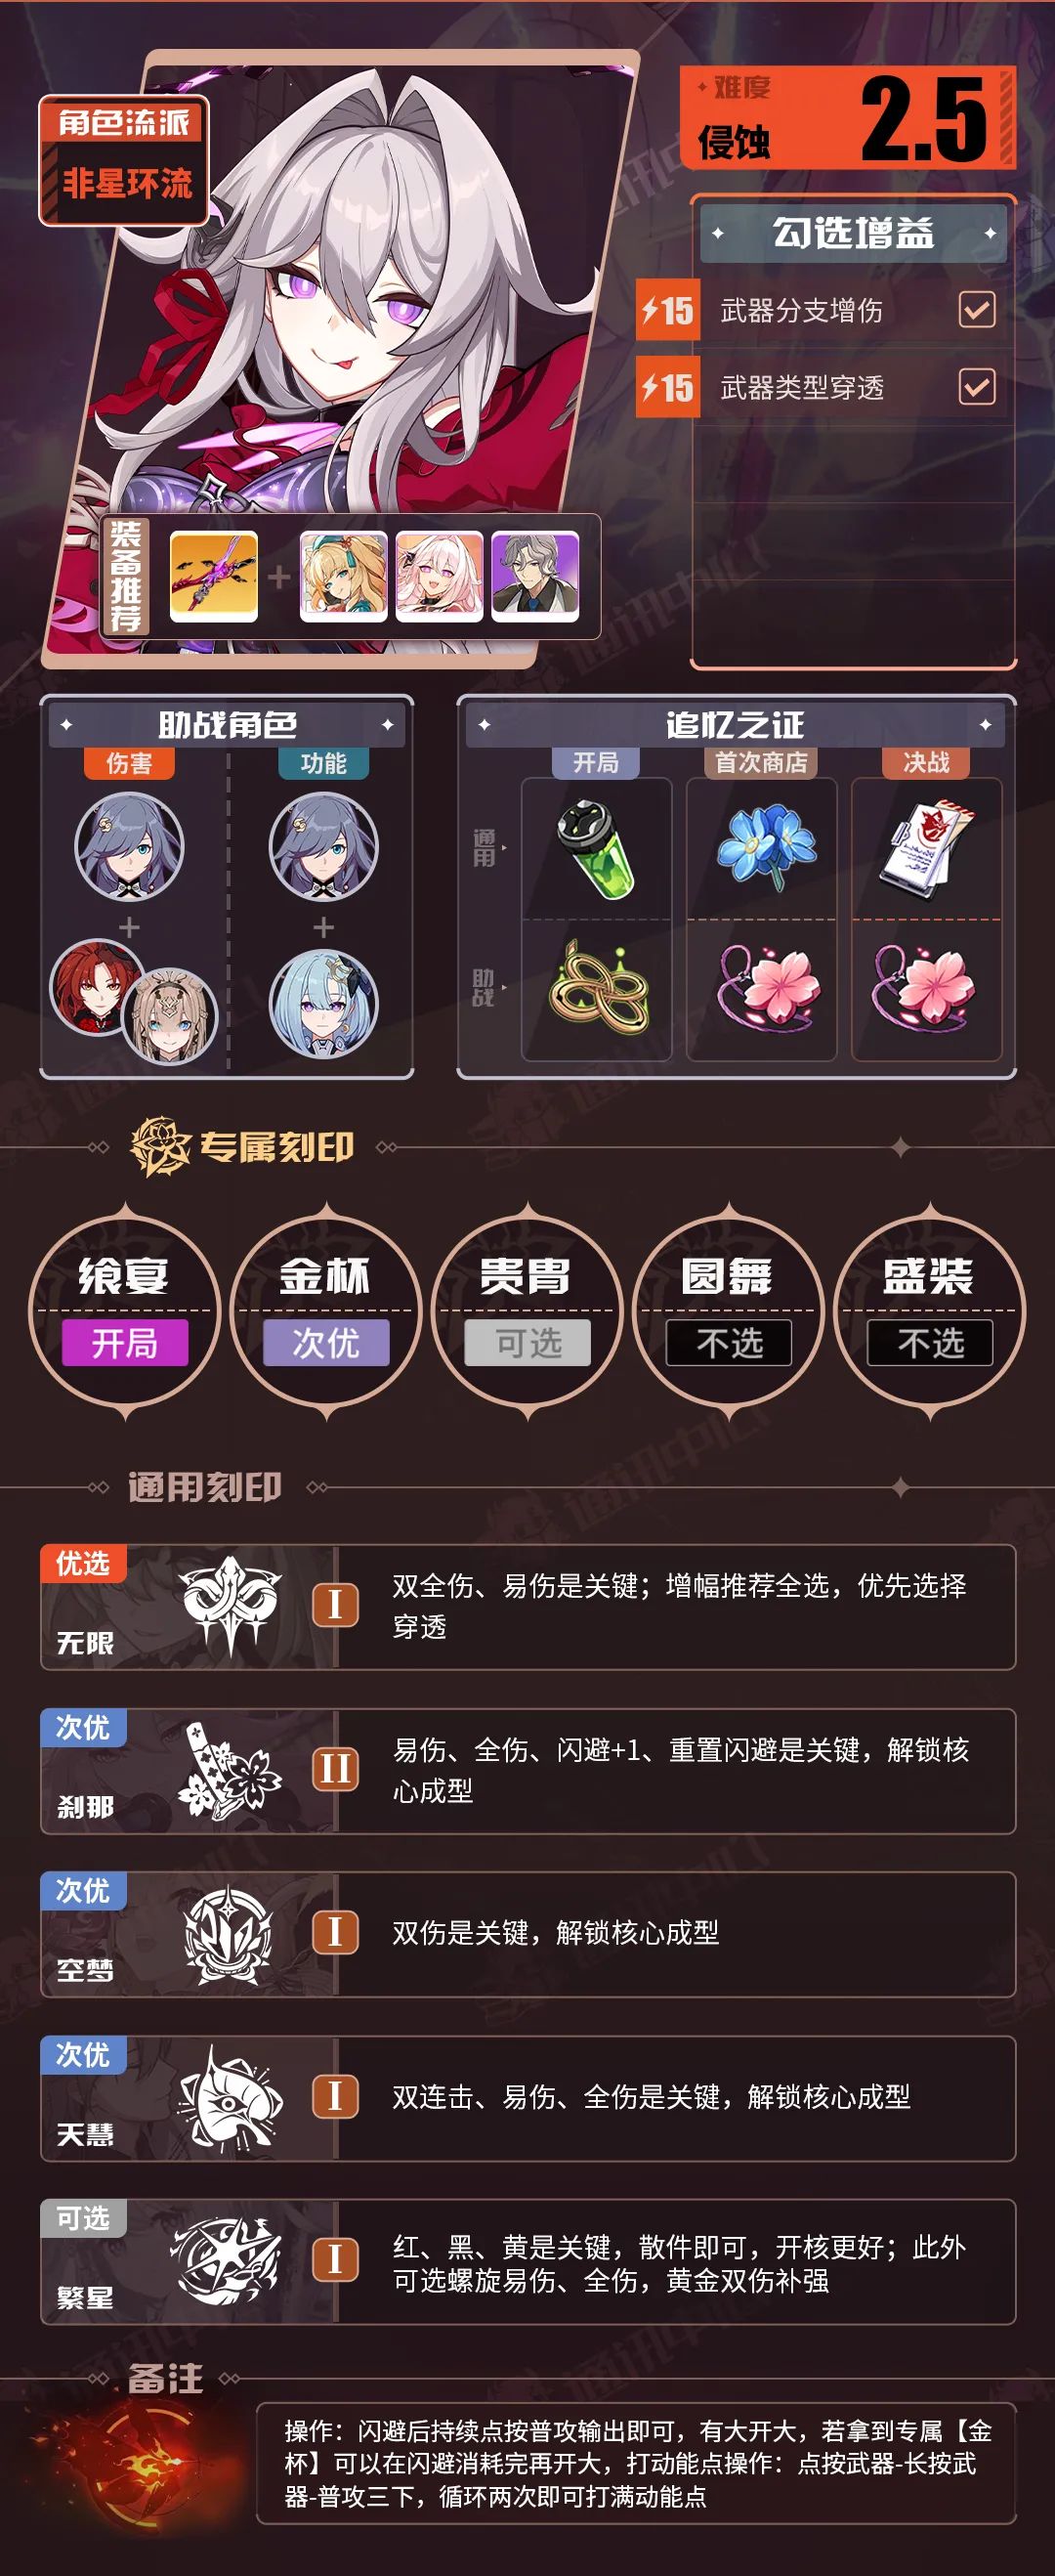 角色流派
非星环流
难度
侵蚀
2.5
勾选增益
15 武器分支增伤
15 武器类型穿透
装备推荐
助战角色
伤害
功能
追忆之证
开局
首次商店
决战
通用
助战
专属刻印
飨宴
开局
金杯
次优
贵胄
可选
圆舞
不选
盛装
不选
通用刻印
优选
无限
I
双全伤、易伤是关键；增幅推荐全选，优先选择
穿透
次优
刹那
II
易伤、全伤、闪避+1、重置闪避是关键，解锁核
心成型
次优
空梦
I
双伤是关键，解锁核心成型
次优
天慧
I
双连击、易伤、全伤是关键，解锁核心成型
可选
繁星
I
红、黑、黄是关键，散件即可，开核更好；此外
可选螺旋易伤、全伤，黄金双伤补强
备注
操作：闪避后持续点按普攻输出即可，有大开大，若拿到专属【金
杯】可以在闪避消耗完再开大，打动能点操作：点按武器-长按武
器-普攻三下，循环两次即可打满动能点